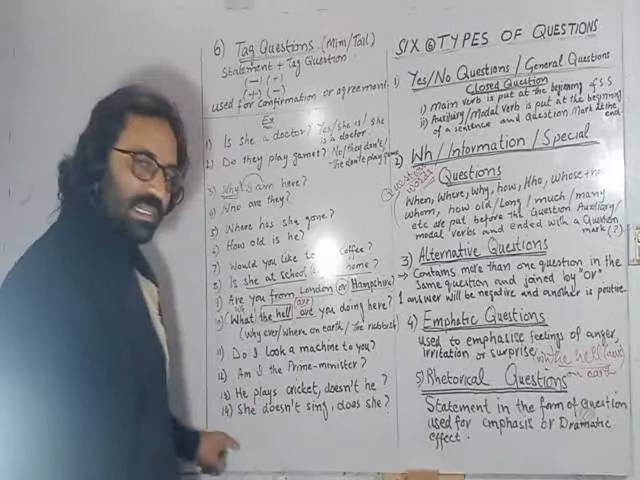 6) Tag Questions. (Mim/Tail)
Statement + Tag Question
(-) (+)
(+) (-)
used for confirmation or agreement.
Ex
1) Is she a doctor? Yes/she is/she is a doctor.
2) Do they play games? No/they don't/They don't play games
3) Why am here?
4) Who are they?
5) Where has she gone?
6) How old is he?
7) Would you like tea coffee?
8) Is she at school home?
9) Are you from London or Hampshire?
10) What the hell are you doing here?
(Why ever/where on earth/The rubbish
11) Do I look a machine to you?
12) Am I the Prime-minister?
13) He plays cricket, doesn't he?
14) She doesn't sing, does she?
SIX 6 TYPES OF QUESTIONS
1) Yes/No Questions/General Questions
Closed Question
i) Main verb is put at the beginning of S.S
ii) Auxiliary/Modal Verb is put at the beginning
of a sentence and Question Mark at the end.
2) Wh/Information/Special
Questions
Question words
When, Where, Why, how, Who, Whose + no
whom, how old/Long/much/many
etc are put before the Question Auxiliary/
modal verbs and ended with a Question
mark (?)
3) Alternative Questions
→ Contains more than one question in the
same question and joined by "or"
1 answer will be negative and another is positive
4) Emphatic Questions
used to emphasise feelings of anger,
irritation or surprise the hell
on earth
5) Rhetorical Questions
Statement in the form of Question
used for emphasis or Dramatic
effect.